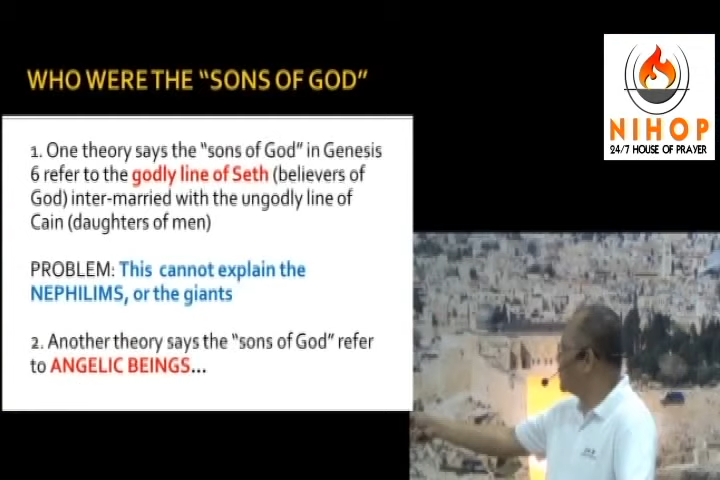 WHO WERE THE "SONS OF GOD"
1. One theory says the "sons of God" in Genesis
6 refer to the godly line of Seth (believers of
God) inter-married with the ungodly line of
Cain (daughters of men)
PROBLEM: This cannot explain the
NEPHILIMS, or the giants
2. Another theory says the "sons of God" refer
to ANGELIC BEINGS...
NIHOP
24/7 HOUSE OF PRAYER